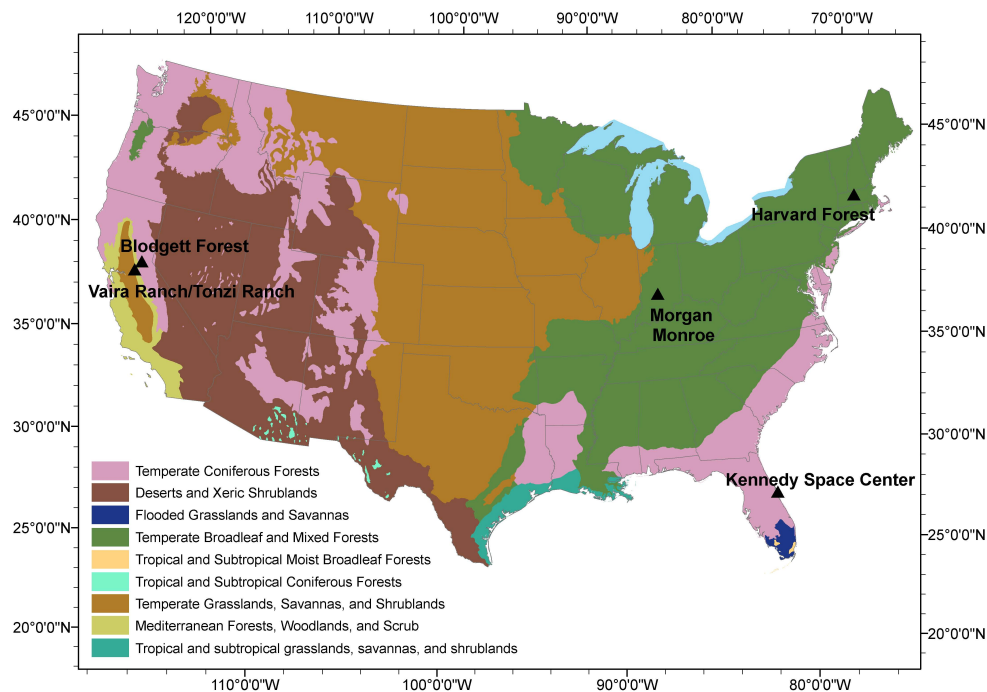 120°0'0"W 110°0'0"W 100°0'0"W 90°0'0"W 80°0'0"W 70°0'0"W
45°0'0"N
45°0'0"N
40°0'0"N
40°0'0"N
35°0'0"N
35°0'0"N
30°0'0"N
30°0'0"N
25°0'0"N
25°0'0"N
20°0'0"N
20°0'0"N
Harvard Forest
Blodgett Forest
Vaira Ranch/Tonzi Ranch
Morgan
Monroe
Kennedy Space Center
Temperate Coniferous Forests
Deserts and Xeric Shrublands
Flooded Grasslands and Savannas
Temperate Broadleaf and Mixed Forests
Tropical and Subtropical Moist Broadleaf Forests
Tropical and Subtropical Coniferous Forests
Temperate Grasslands, Savannas, and Shrublands
Mediterranean Forests, Woodlands, and Scrub
Tropical and subtropical grasslands, savannas, and shrublands
110°0'0"W 100°0'0"W 90°0'0"W 80°0'0"W